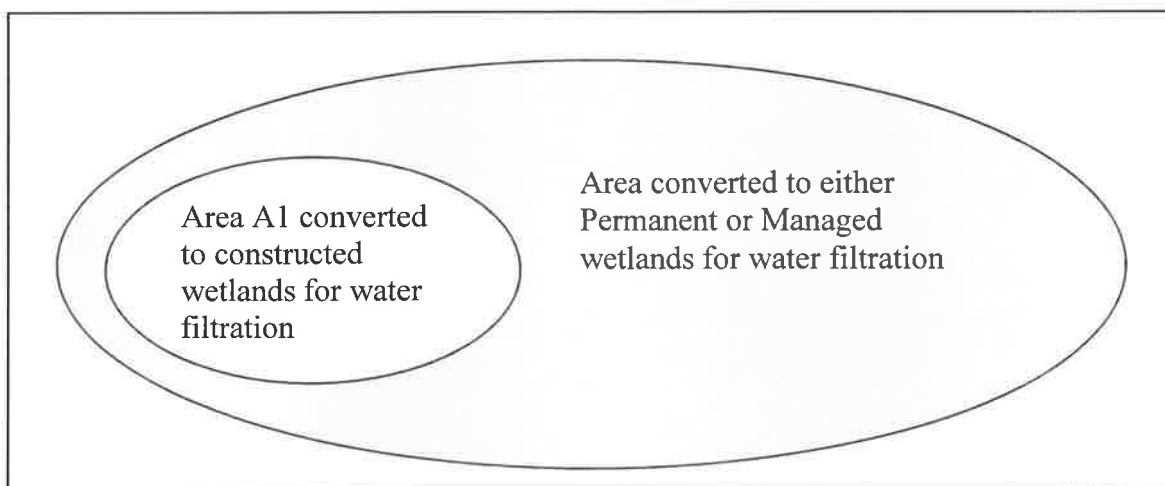 Area A1 converted
to constructed
wetlands for water
filtration
Area converted to either
Permanent or Managed
wetlands for water filtration